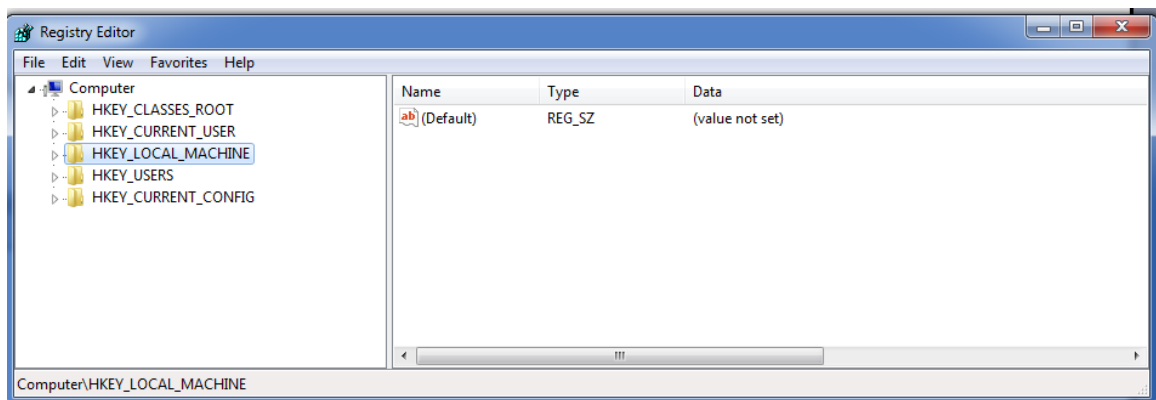 Registry Editor
File Edit View Favorites Help
Computer
HKEY_CLASSES_ROOT
HKEY_CURRENT_USER
HKEY_LOCAL_MACHINE
HKEY_USERS
HKEY_CURRENT_CONFIG
Name Type Data
ab (Default) REG_SZ (value not set)
Computer\HKEY_LOCAL_MACHINE